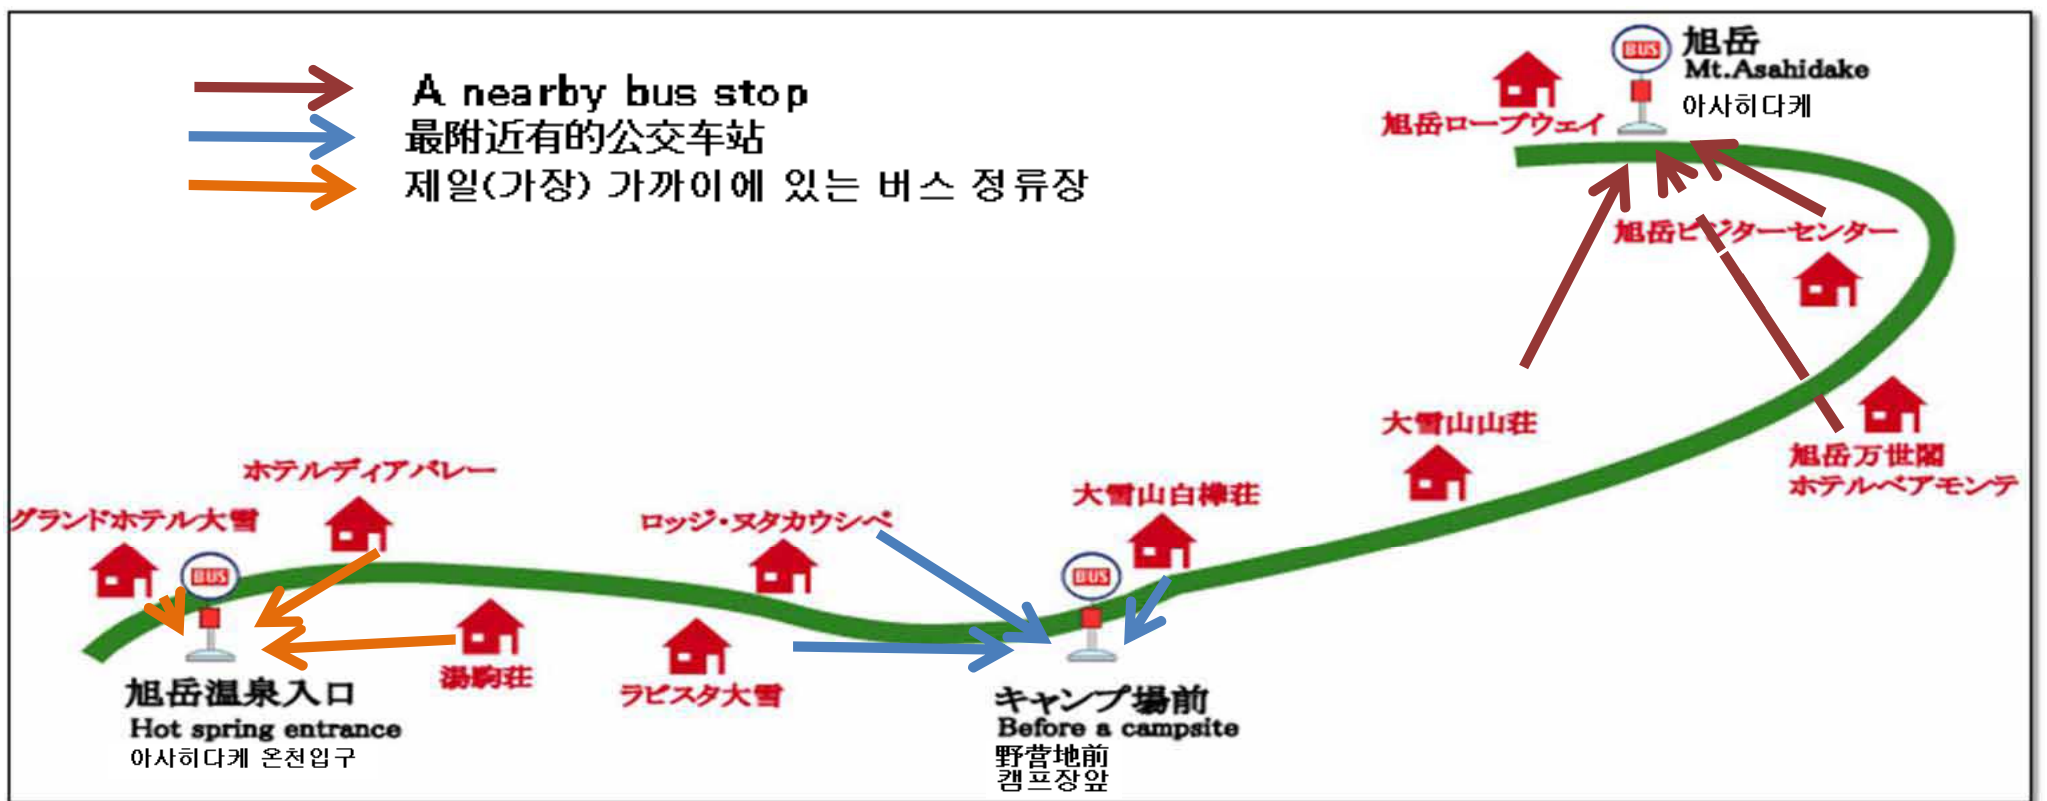 A nearby bus stop
最附近有的公交车站
제일(가장) 가까이에 있는 버스 정류장
BUS
旭岳
Mt.Asahidake
아사히다케
旭岳ロープウェイ
旭岳ビジターセンター
旭岳万世閣
ホテルベアモンテ
大雪山山荘
大雪山白樺荘
ロッジ・ヌタカウシペ
ホテルディアバレー
グランドホテル大雪
BUS
BUS
湯駒荘
ラビスタ大雪
旭岳温泉入口
Hot spring entrance
아사히다케 온천입구
キャンプ場前
Before a campsite
野营地前
캠프장앞